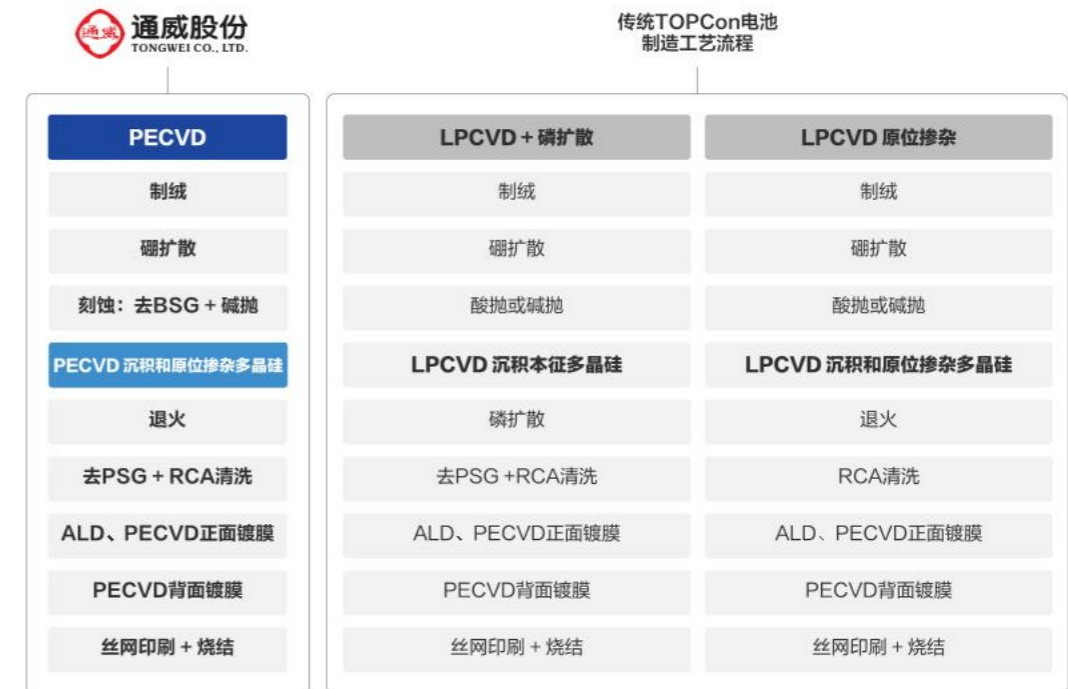 通威
通威股份
TONGWEI CO., LTD.
传统TOPCon电池
制造工艺流程
PECVD
制绒
硼扩散
刻蚀：去BSG + 碱抛
PECVD 沉积和原位掺杂多晶硅
退火
去PSG + RCA清洗
ALD、PECVD正面镀膜
PECVD背面镀膜
丝网印刷 + 烧结
LPCVD + 磷扩散
制绒
硼扩散
酸抛或碱抛
LPCVD 沉积本征多晶硅
磷扩散
去PSG +RCA清洗
ALD、PECVD正面镀膜
PECVD背面镀膜
丝网印刷 + 烧结
LPCVD 原位掺杂
制绒
硼扩散
酸抛或碱抛
LPCVD 沉积和原位掺杂多晶硅
退火
RCA清洗
ALD、PECVD正面镀膜
PECVD背面镀膜
丝网印刷 + 烧结